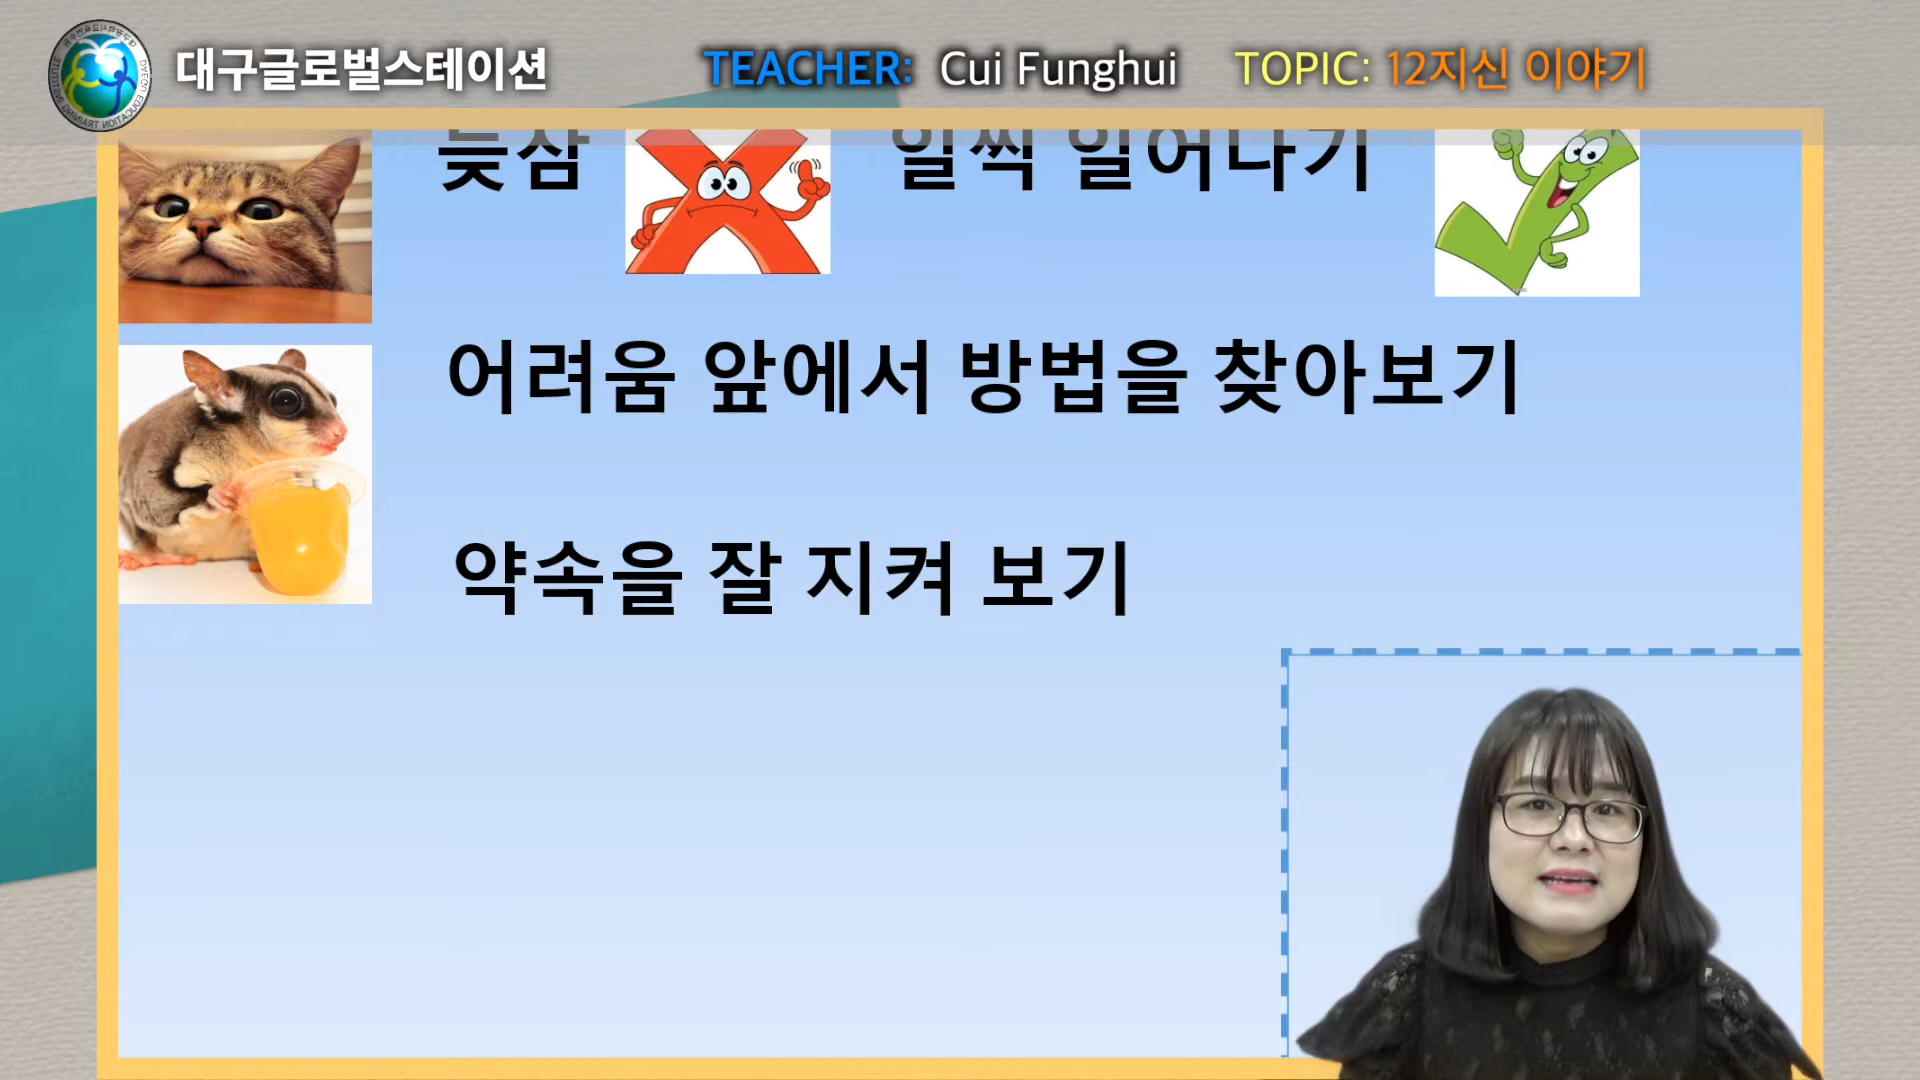 대구글로벌스테이션 TEACHER: Cui Funghui TOPIC: 12지신 이야기
늦잠 일찍 일어나기
어려움 앞에서 방법을 찾아보기
약속을 잘 지켜 보기